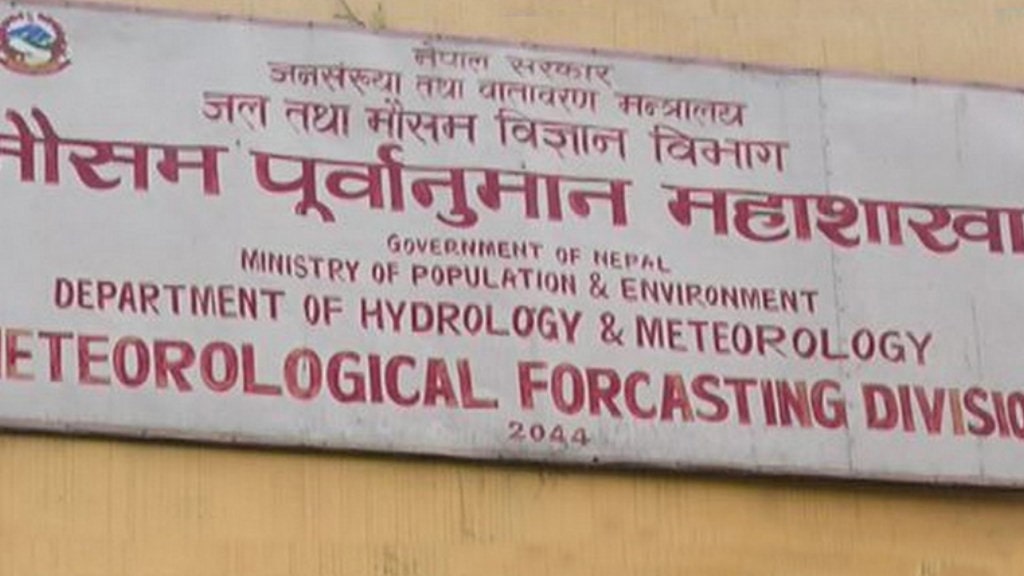 नेपाल सरकार
जनसंख्या तथा वातावरण मन्त्रालय
जल तथा मौसम विज्ञान विभाग
मौसम पूर्वानुमान महाशाखा
GOVERNMENT OF NEPAL
MINISTRY OF POPULATION & ENVIRONMENT
DEPARTMENT OF HYDROLOGY & METEOROLOGY
METEOROLOGICAL FORCASTING DIVISIO
2044